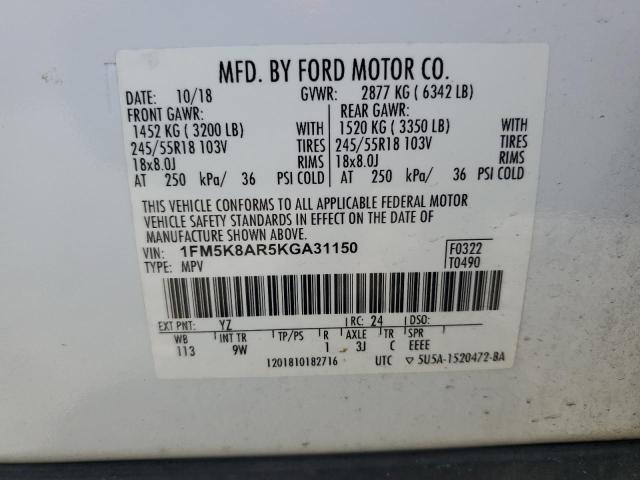 MFD. BY FORD MOTOR CO.
DATE: 10/18 GVWR: 2877 KG ( 6342 LB)
FRONT GAWR: REAR GAWR:
1452 KG ( 3200 LB) WITH 1520 KG ( 3350 LB) WITH
245/55R18 103V TIRES 245/55R18 103V TIRES
18x8.0J RIMS 18x8.0J RIMS
AT 250 kPa/ 36 PSI COLD AT 250 kPa/ 36 PSI COLD
THIS VEHICLE CONFORMS TO ALL APPLICABLE FEDERAL MOTOR
VEHICLE SAFETY STANDARDS IN EFFECT ON THE DATE OF
MANUFACTURE SHOWN ABOVE.
VIN: 1FM5K8AR5KGA31150 F0322
TYPE: MPV T0490
EXT PNT: YZ RC: 24 DSO:
WB INT TR TP/PS R AXLE TR SPR
113 9W 1 3J C EEEE
1201810182716 UTC ▽ 5U5A-1520472-BA